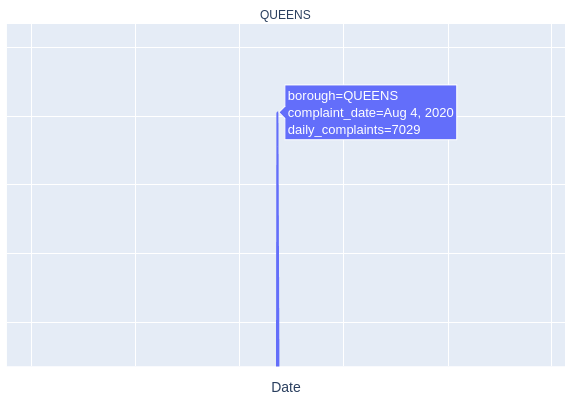 QUEENS
borough=QUEENS
complaint_date=Aug 4, 2020
daily_complaints=7029
Date